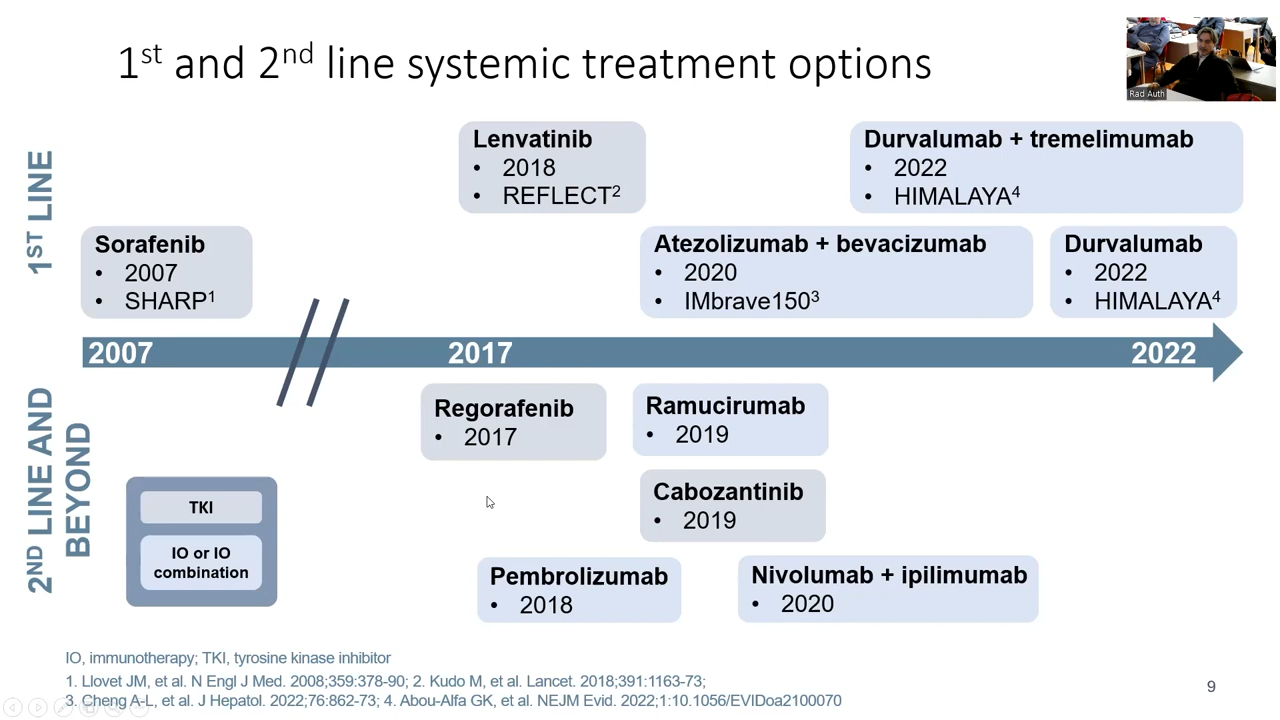 1st and 2nd line systemic treatment options
Rad Auth
1ST LINE
Lenvatinib
• 2018
• REFLECT2
Durvalumab + tremelimumab
• 2022
• HIMALAYA4
Sorafenib
• 2007
• SHARP1
Atezolizumab + bevacizumab
• 2020
• IMbrave1503
Durvalumab
• 2022
• HIMALAYA4
2007
2017
2022
2ND LINE AND
BEYOND
Regorafenib
• 2017
Ramucirumab
• 2019
Cabozantinib
• 2019
Pembrolizumab
• 2018
Nivolumab + ipilimumab
• 2020
TKI
IO or IO
combination
IO, immunotherapy; TKI, tyrosine kinase inhibitor
1. Llovet JM, et al. N Engl J Med. 2008;359:378-90; 2. Kudo M, et al. Lancet. 2018;391:1163-73;
3. Cheng A-L, et al. J Hepatol. 2022;76:862-73; 4. Abou-Alfa GK, et al. NEJM Evid. 2022;1:10.1056/EVIDoa2100070
9